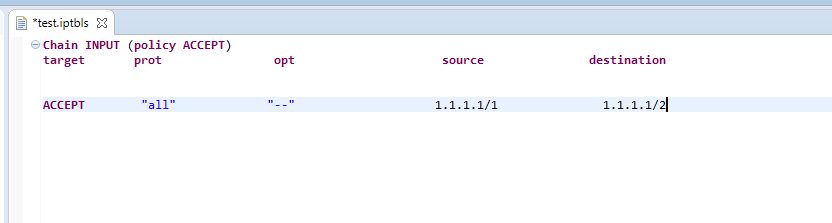 *test.iptbls
Chain INPUT (policy ACCEPT)
target prot opt source destination
ACCEPT "all" "--" 1.1.1.1/1 1.1.1.1/2